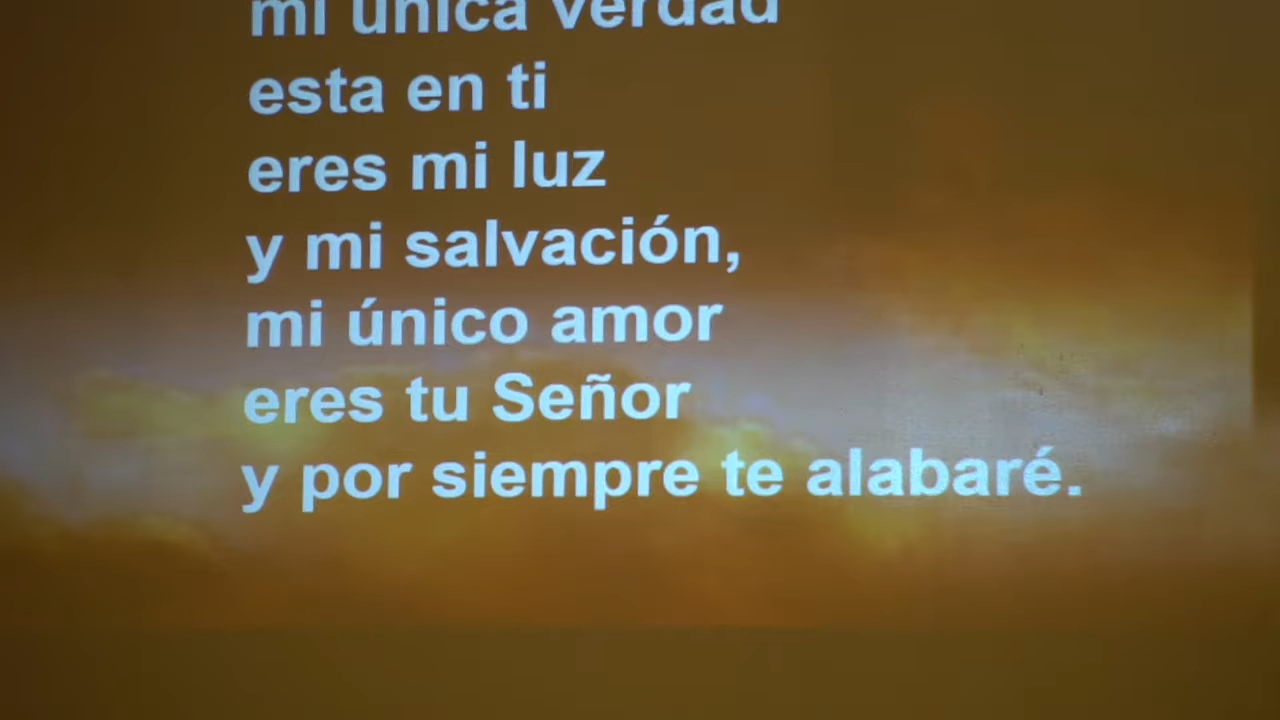 mi única verdad
esta en ti
eres mi luz
y mi salvación,
mi único amor
eres tu Señor
y por siempre te alabaré.